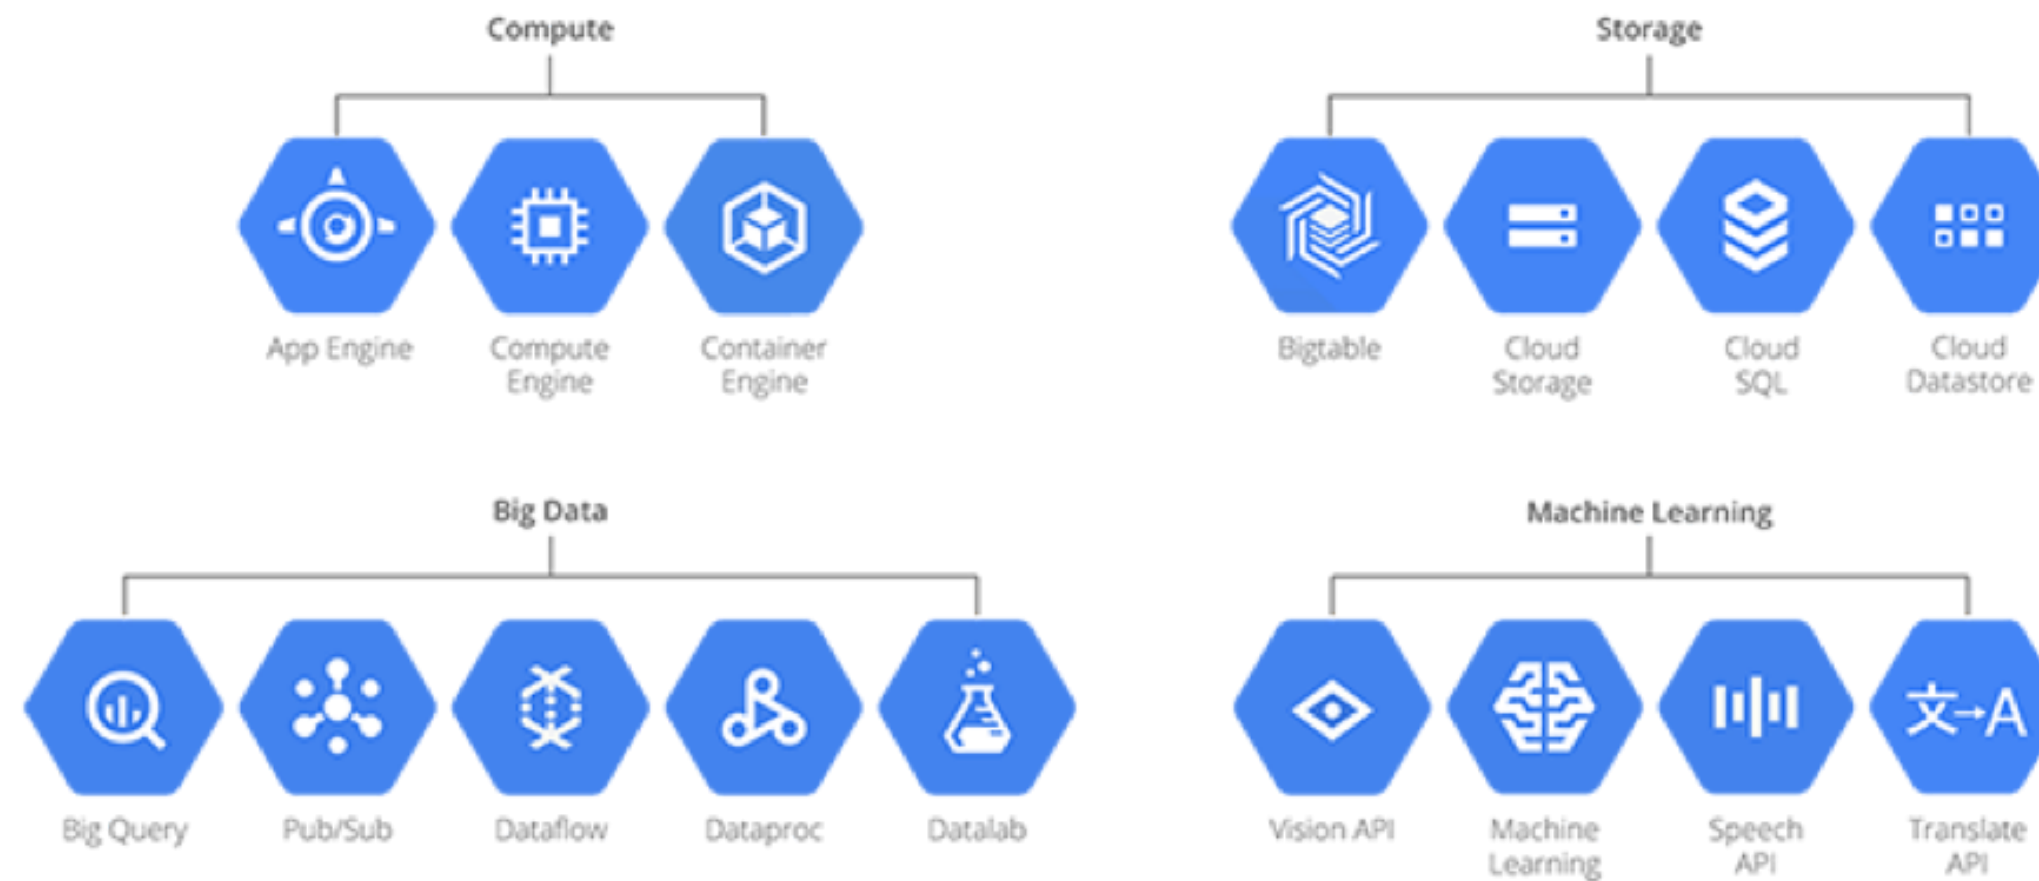 Compute
App Engine
Compute
Engine
Container
Engine
Storage
Bigtable
Cloud
Storage
Cloud
SQL
Cloud
Datastore
Big Data
Big Query
Pub/Sub
Dataflow
Dataproc
Datalab
Machine Learning
文→A
Vision API
Machine
Learning
Speech
API
Translate
API